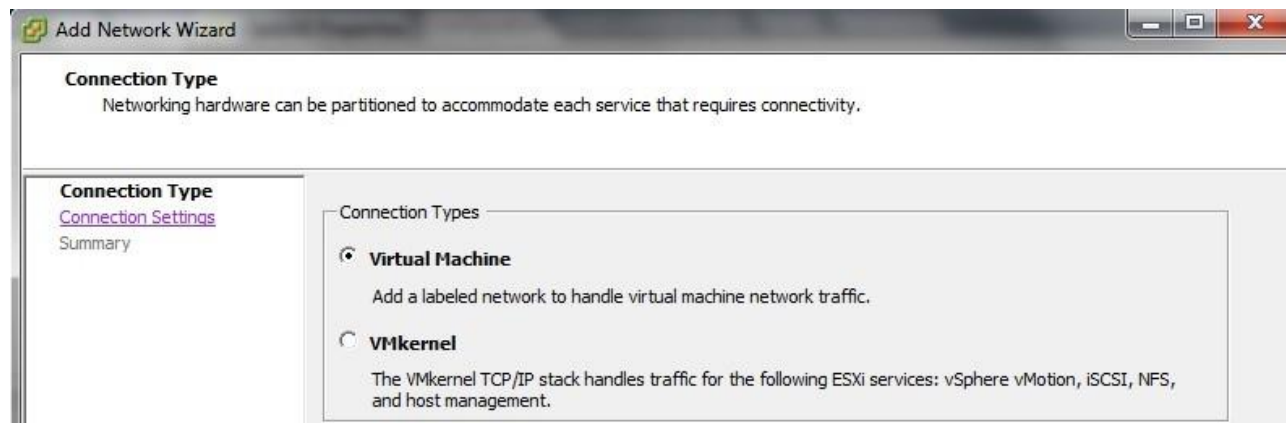 Add Network Wizard
Connection Type
Networking hardware can be partitioned to accommodate each service that requires connectivity.
Connection Type
Connection Settings
Summary
Connection Types
Virtual Machine
Add a labeled network to handle virtual machine network traffic.
VMkernel
The VMkernel TCP/IP stack handles traffic for the following ESXi services: vSphere vMotion, iSCSI, NFS,
and host management.